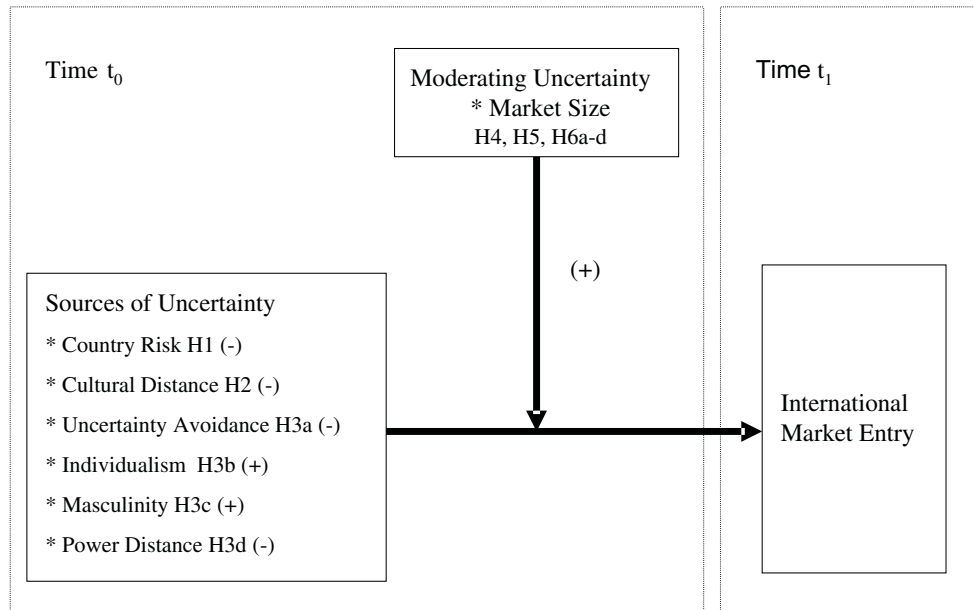 Time t0
Moderating Uncertainty
* Market Size
H4, H5, H6a-d
Time t1
(+)
Sources of Uncertainty
* Country Risk H1 (-)
* Cultural Distance H2 (-)
* Uncertainty Avoidance H3a (-)
* Individualism H3b (+)
* Masculinity H3c (+)
* Power Distance H3d (-)
International
Market Entry